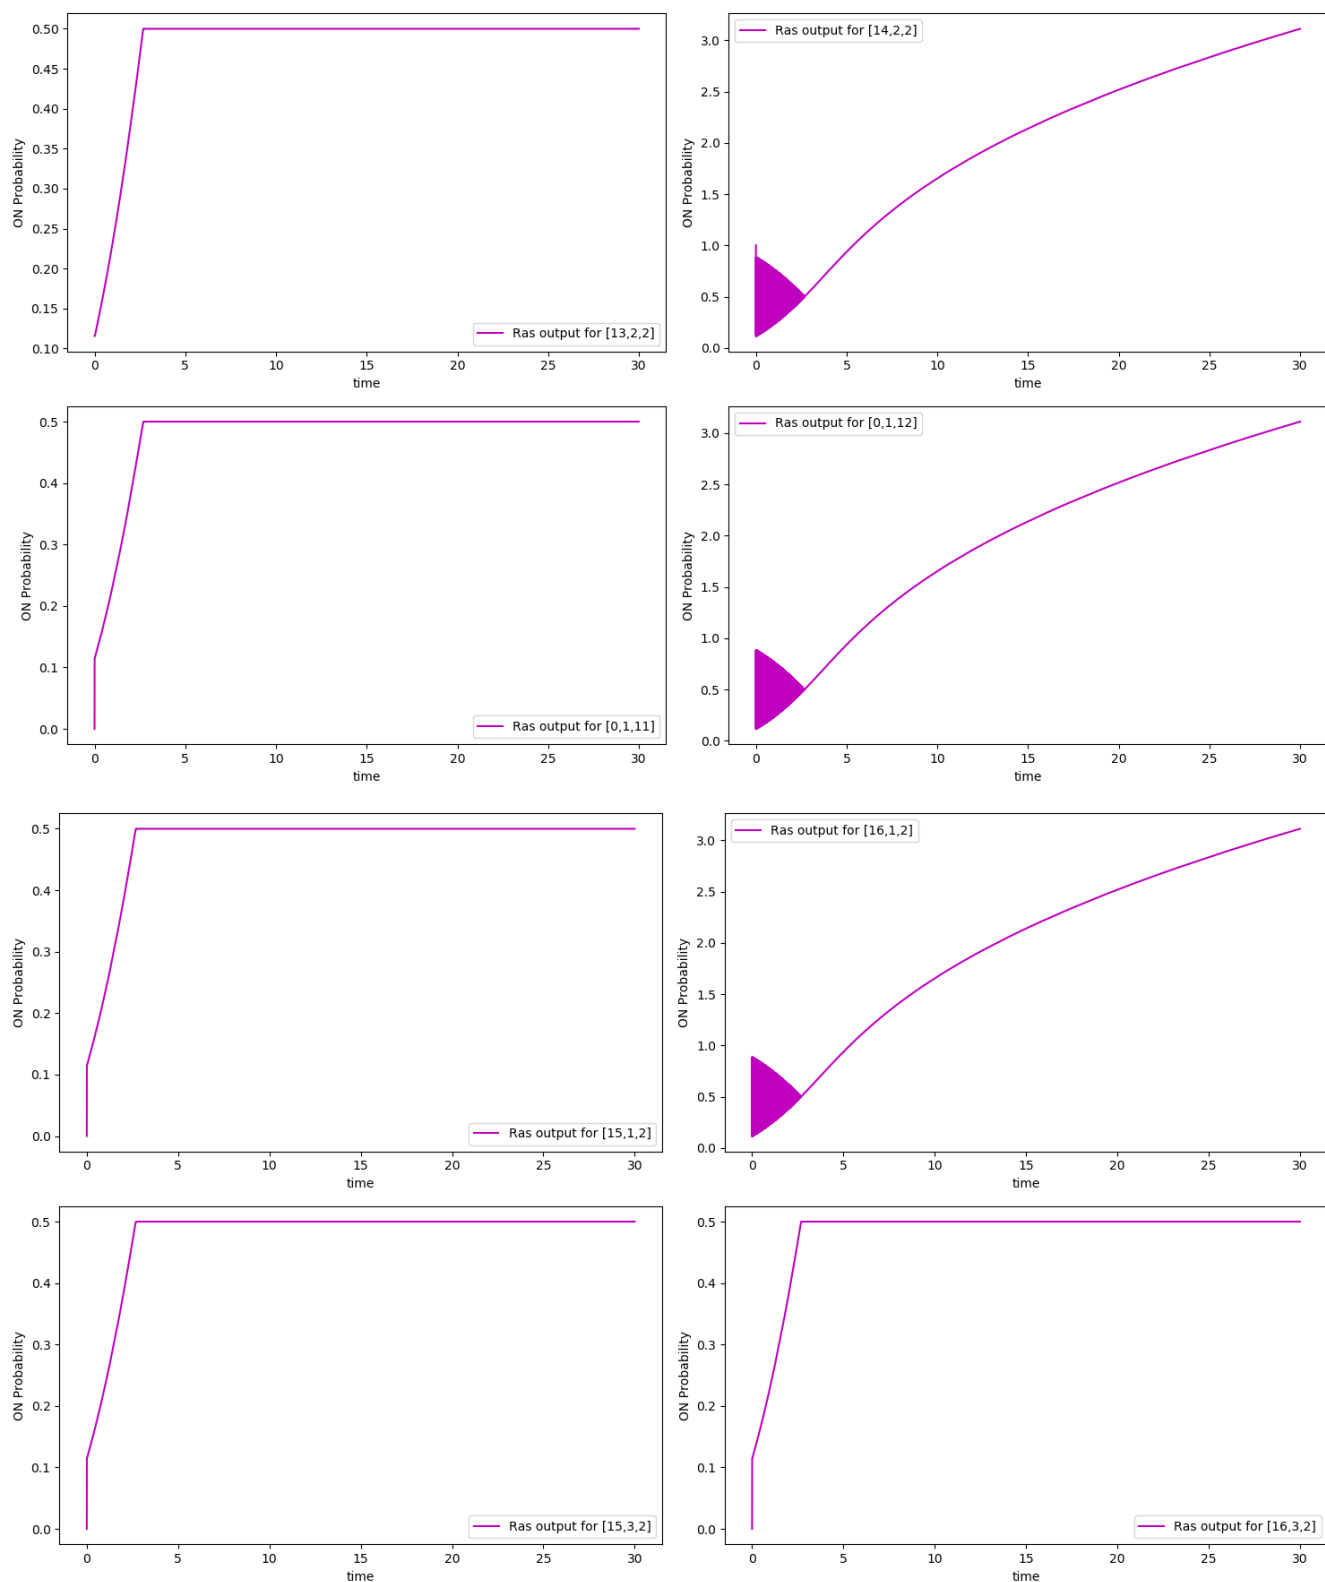 0.50
0.45
0.40
0.35
0.30
0.25
0.20
0.15
0.10
ON Probability
Ras output for [13,2,2]
0 5 10 15 20 25 30
time
Ras output for [14,2,2]
3.0
2.5
2.0
1.5
1.0
0.5
0.0
ON Probability
0 5 10 15 20 25 30
time
0.5
0.4
0.3
0.2
0.1
0.0
ON Probability
Ras output for [0,1,11]
0 5 10 15 20 25 30
time
Ras output for [0,1,12]
3.0
2.5
2.0
1.5
1.0
0.5
0.0
ON Probability
0 5 10 15 20 25 30
time
0.5
0.4
0.3
0.2
0.1
0.0
ON Probability
Ras output for [15,1,2]
0 5 10 15 20 25 30
time
Ras output for [16,1,2]
3.0
2.5
2.0
1.5
1.0
0.5
0.0
ON Probability
0 5 10 15 20 25 30
time
0.5
0.4
0.3
0.2
0.1
0.0
ON Probability
Ras output for [15,3,2]
0 5 10 15 20 25 30
time
0.5
0.4
0.3
0.2
0.1
0.0
ON Probability
Ras output for [16,3,2]
0 5 10 15 20 25 30
time